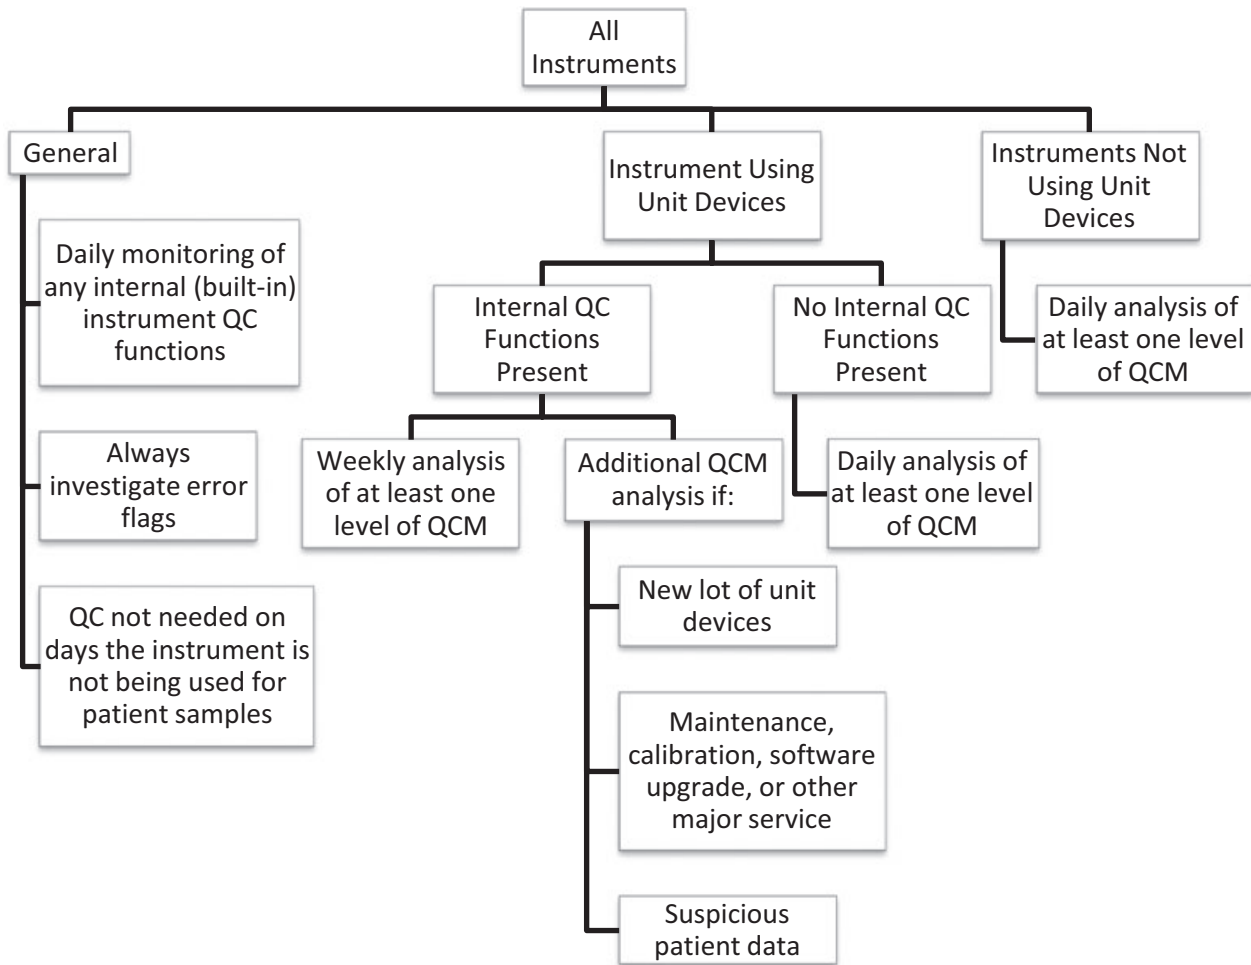 All
Instruments
General
Daily monitoring of
any internal (built-in)
instrument QC
functions
Always
investigate error
flags
QC not needed on
days the instrument is
not being used for
patient samples
Instrument Using
Unit Devices
Internal QC
Functions
Present
Weekly analysis
of at least one
level of QCM
Additional QCM
analysis if:
New lot of unit
devices
Maintenance,
calibration, software
upgrade, or other
major service
Suspicious
patient data
No Internal QC
Functions
Present
Daily analysis of
at least one level
of QCM
Instruments Not
Using Unit
Devices
Daily analysis of
at least one level
of QCM